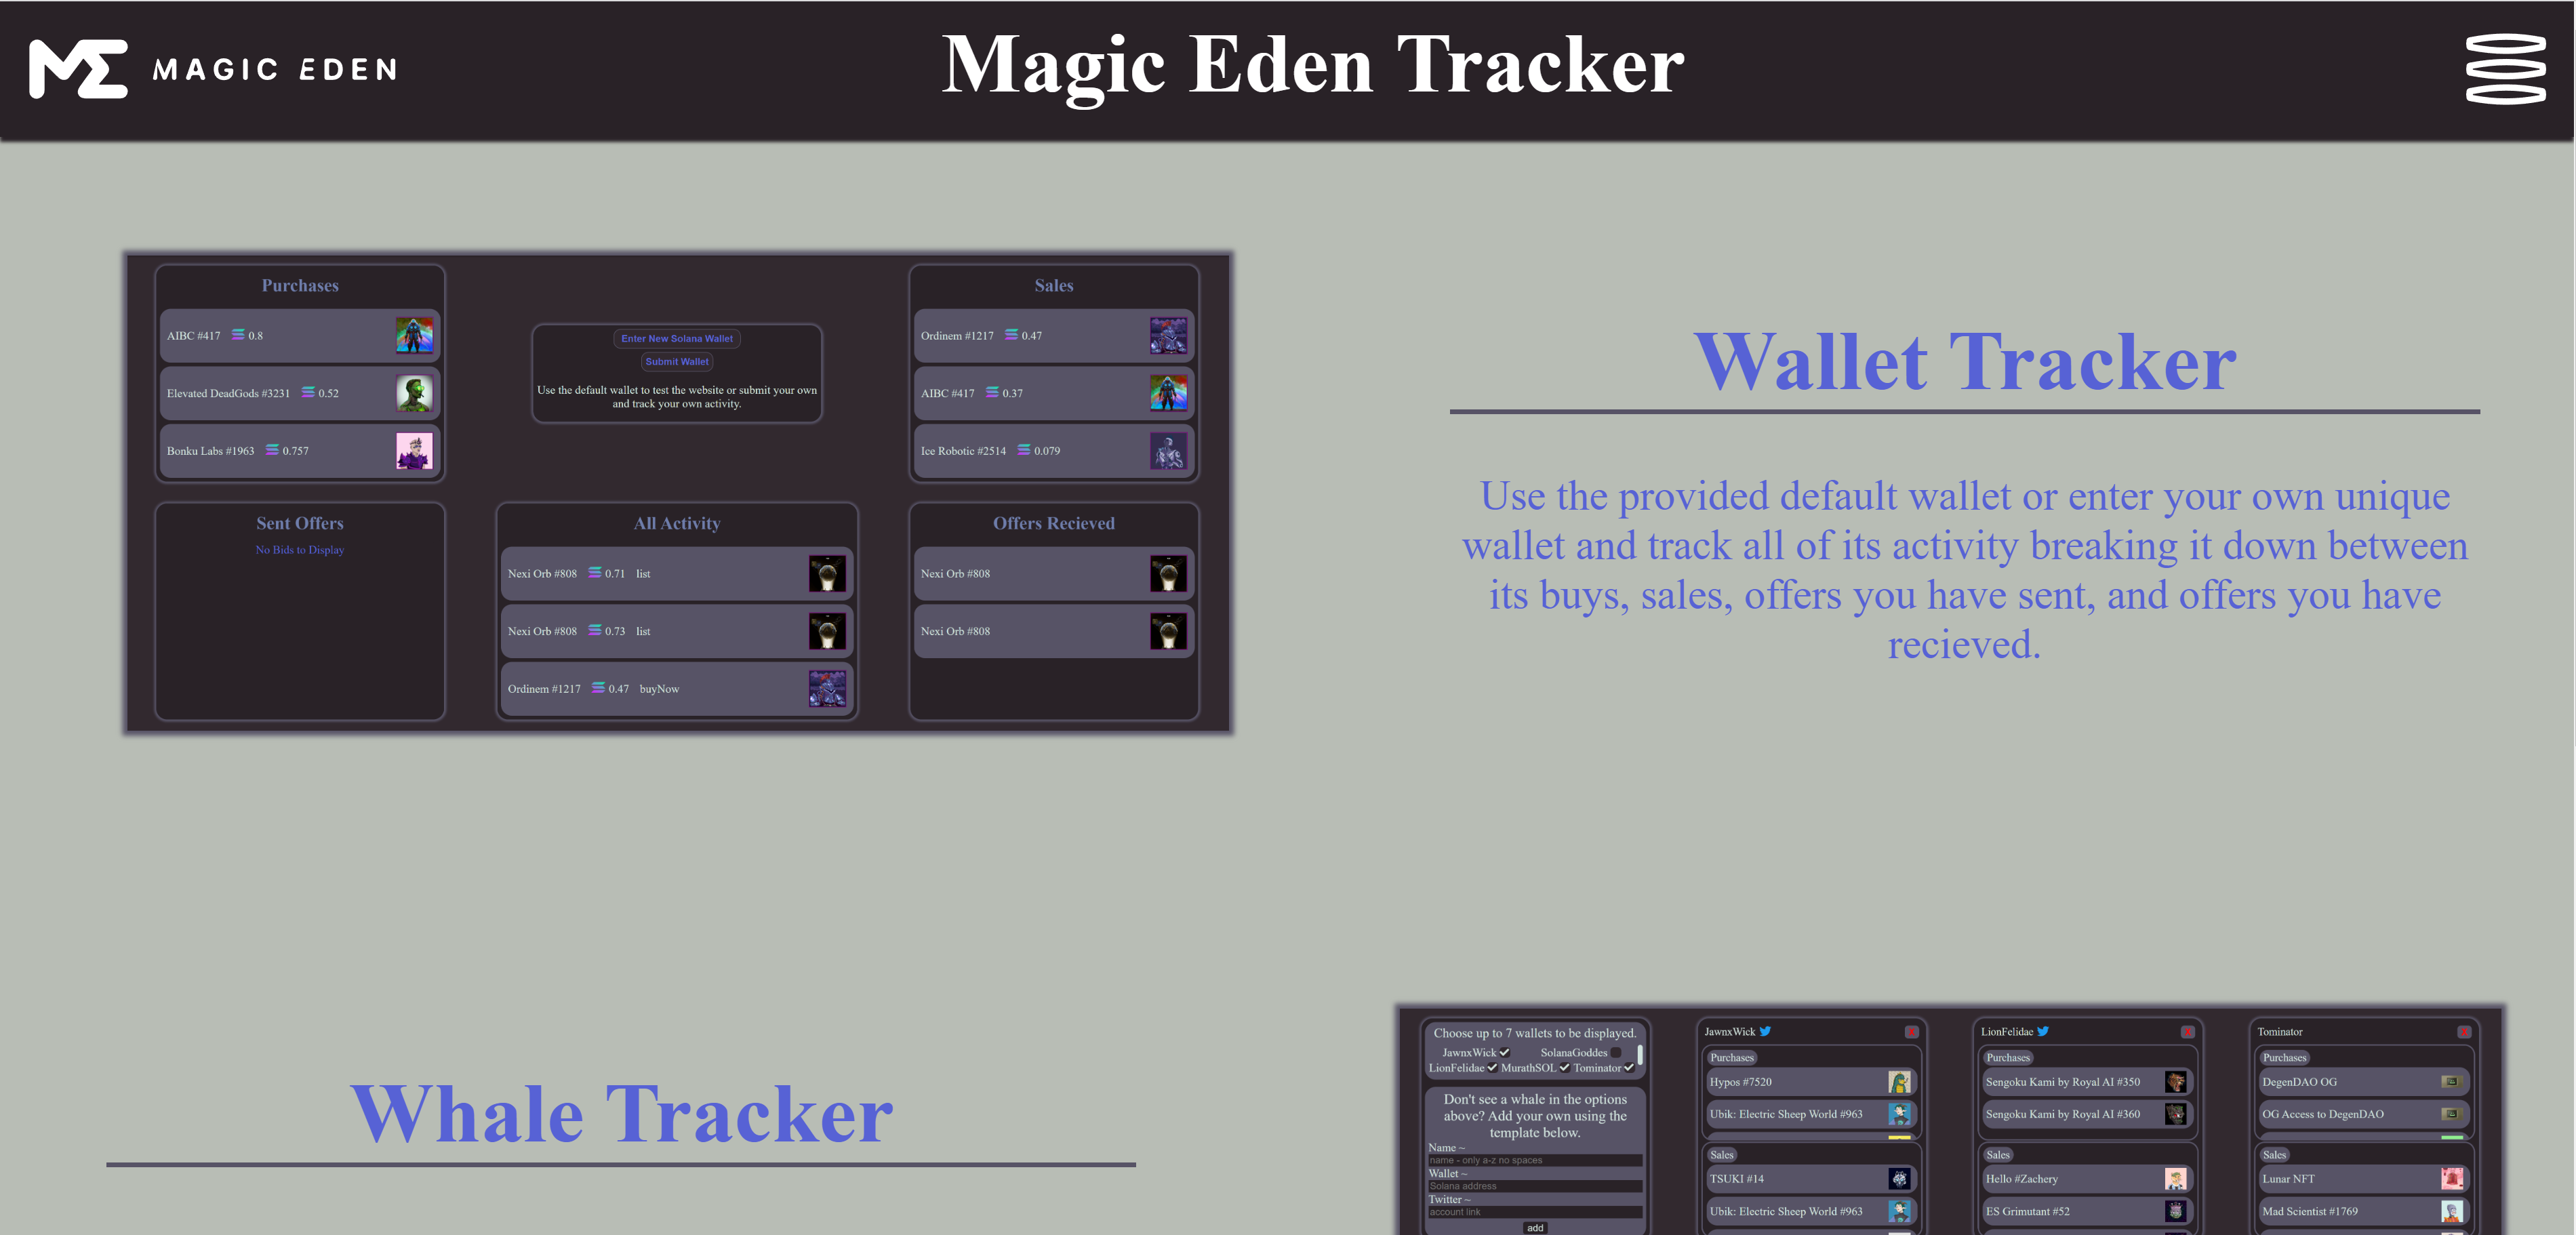 MAGIC EDEN
Magic Eden Tracker
Purchases
AIBC #417 0.8
Elevated DeadGods #3231 0.52
Bonku Labs #1963 0.757
Enter New Solana Wallet
Submit Wallet
Use the default wallet to test the website or submit your own
and track your own activity.
Sales
Ordinem #1217 0.47
AIBC #417 0.37
Ice Robotic #2514 0.079
Sent Offers
No Bids to Display
All Activity
Nexi Orb #808 0.71 list
Nexi Orb #808 0.73 list
Ordinem #1217 0.47 buyNow
Offers Recieved
Nexi Orb #808
Nexi Orb #808
Wallet Tracker
Use the provided default wallet or enter your own unique
wallet and track all of its activity breaking it down between
its buys, sales, offers you have sent, and offers you have
recieved.
Whale Tracker
Choose up to 7 wallets to be displayed.
JawnxWick SolanaGoddes
LionFelidae MurathSOL Tominator
Don't see a whale in the options
above? Add your own using the
template below.
Name ~
name - only a-z no spaces
Wallet ~
Solana address
Twitter ~
account link
add
JawnxWick X
Purchases
Hypos #7520
Ubik: Electric Sheep World #963
Sales
TSUKI #14
Ubik: Electric Sheep World #963
LionFelidae X
Purchases
Sengoku Kami by Royal AI #350
Sengoku Kami by Royal AI #360
Sales
Hello #Zachery
ES Grimutant #52
Tominator X
Purchases
DegenDAO OG
OG Access to DegenDAO
Sales
Lunar NFT
Mad Scientist #1769